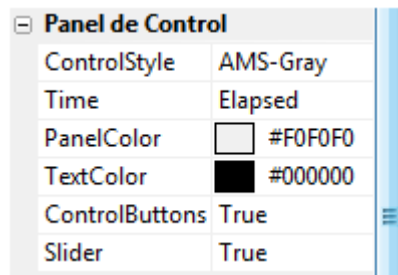 Panel de Control
ControlStyle AMS-Gray
Time Elapsed
PanelColor #F0F0F0
TextColor #000000
ControlButtons True
Slider True